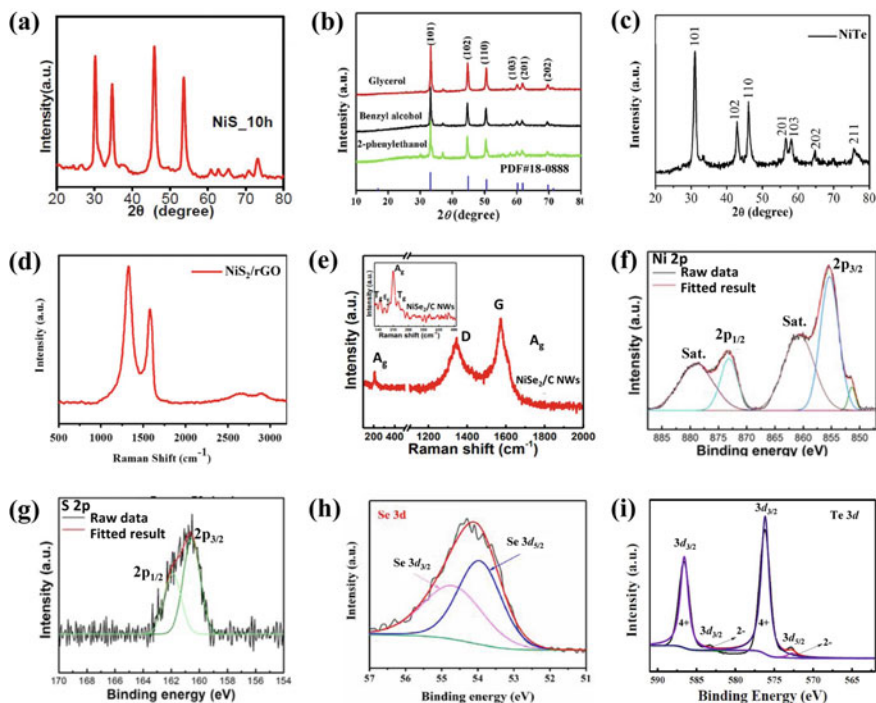 (a)
Intensity(a.u.)
NiS_10h
20 30 40 50 60 70 80
2θ (degree)
(b)
Intensity (a.u.)
(101)
(102)
(110)
(103)
(201)
(202)
Glycerol
Benzyl alcohol
2-phenylethanol
PDF#18-0888
10 20 30 40 50 60 70 80
2θ (degree)
(c)
Intensity(a.u.)
NiTe
101
102
110
201
103
202
211
20 30 40 50 60 70 80
2θ (degree)
(d)
Intensity (a.u.)
NiS2/rGO
500 1000 1500 2000 2500 3000
Raman Shift (cm-1)
(e)
Intensity (a.u.)
Intensity (a.u.)
Ag
Tg
Eg
Tg
NiSe2/C NWs
Raman shift (cm-1)
Ag
D
G
Ag
NiSe2/C NWs
200 400 1200 1400 1600 1800 2000
Raman shift (cm-1)
(f)
Ni 2p
Raw data
Fitted result
Intensity (a.u.)
2p3/2
2p1/2
Sat.
Sat.
885 880 875 870 865 860 855 850
Binding energy (eV)
(g)
S 2p
Raw data
Fitted result
Intensity (a.u.)
2p3/2
2p1/2
170 168 166 164 162 160 158 156 154
Binding energy (eV)
(h)
Se 3d
Intensity (a.u.)
Se 3d3/2
Se 3d5/2
57 56 55 54 53 52 51
Binding energy (eV)
(i)
Te 3d
Intensity (a.u.)
3d3/2
3d3/2
4+
3d3/2
2-
4+
3d5/2
2-
590 585 580 575 570 565
Binding Energy (eV)